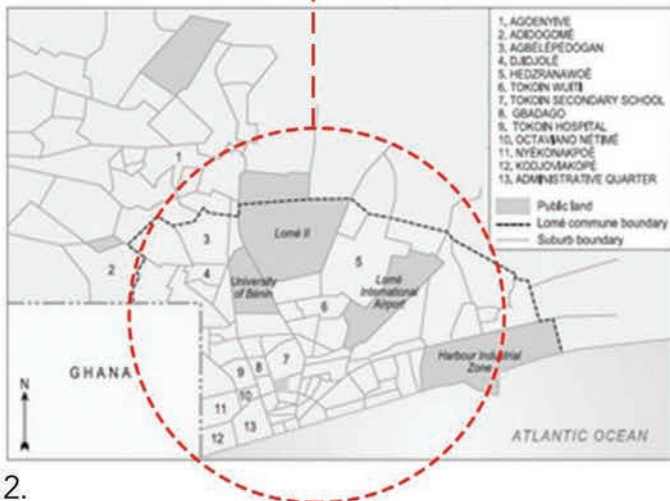 1, AGOENYIVE
2, ADIDOGOMÉ
3, AGBÉLÉPÉDOGAN
4, DJIDJOLÉ
5, HEDZRANAWOÉ
6, TOKOIN WUITI
7, TOKOIN SECONDARY SCHOOL
8, GBADAGO
9, TOKOIN HOSPITAL
10, OCTAVIANO NÉTIMÉ
11, NYÉKONAKPOÉ
12, KODJOVIAKOPÉ
13, ADMINISTRATIVE QUARTER
Public land
Lomé commune boundary
Suburb boundary
1
3
Lomé II
2
4
5
University
of Benin
Lomé
International
Airport
6
Harbour Industrial
Zone
7
9
8
GHANA
10
11
12
13
N
ATLANTIC OCEAN
2.